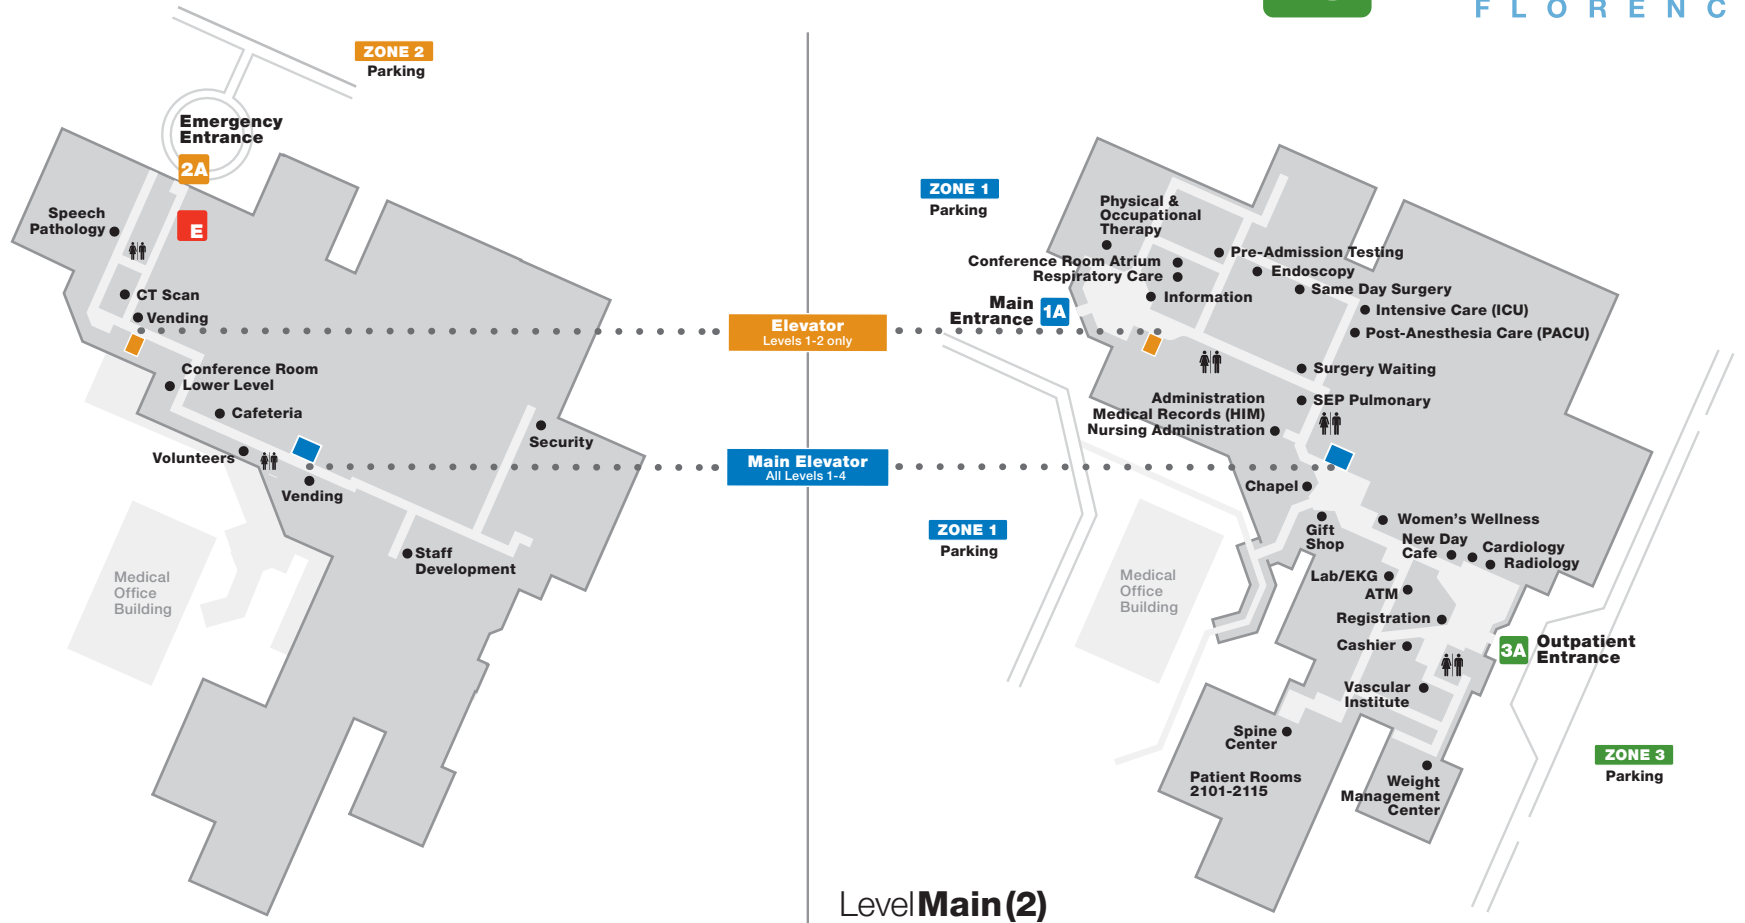 FLORENC
ZONE 2
Parking
Emergency
Entrance
2A
E
Speech
Pathology
CT Scan
Vending
Conference Room
Lower Level
Cafeteria
Volunteers
Vending
Security
Staff
Development
Medical
Office
Building
Elevator
Levels 1-2 only
Main Elevator
All Levels 1-4
ZONE 1
Parking
Physical &
Occupational
Therapy
Conference Room Atrium
Respiratory Care
Information
Main
Entrance
1A
Pre-Admission Testing
Endoscopy
Same Day Surgery
Intensive Care (ICU)
Post-Anesthesia Care (PACU)
Surgery Waiting
SEP Pulmonary
Administration
Medical Records (HIM)
Nursing Administration
Chapel
Gift
Shop
ZONE 1
Parking
Medical
Office
Building
Women's Wellness
New Day
Cafe
Cardiology
Radiology
Lab/EKG
ATM
Registration
Cashier
3A
Outpatient
Entrance
Vascular
Institute
Spine
Center
Patient Rooms
2101-2115
Weight
Management
Center
ZONE 3
Parking
Level Main (2)